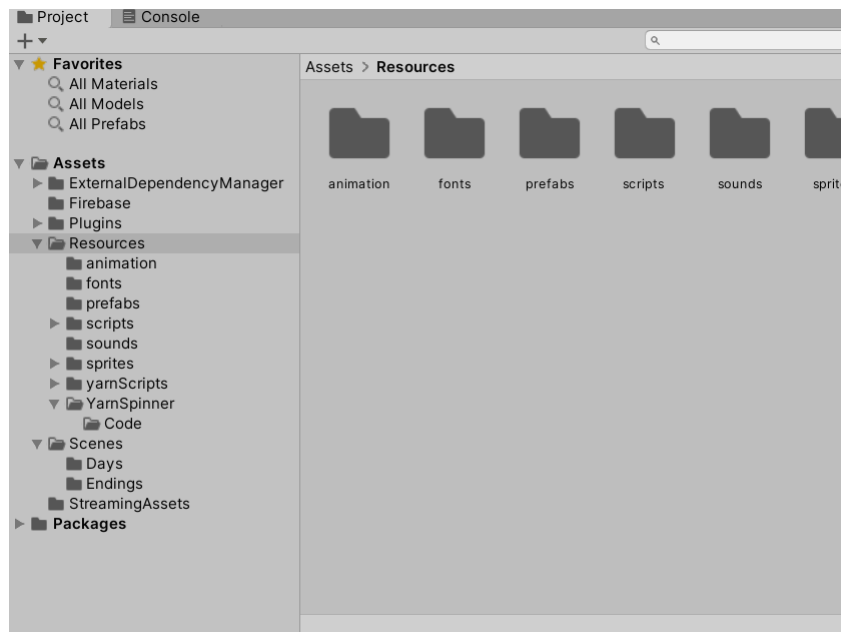 Project Console
Favorites
All Materials
All Models
All Prefabs
Assets
ExternalDependencyManager
Firebase
Plugins
Resources
animation
fonts
prefabs
scripts
sounds
sprites
yarnScripts
YarnSpinner
Code
Scenes
Days
Endings
StreamingAssets
Packages
Assets > Resources
animation fonts prefabs scripts sounds sprite